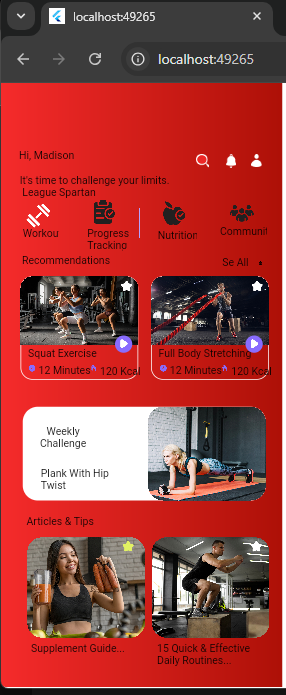 localhost:49265
localhost:49265
Hi, Madison
It's time to challenge your limits.
League Spartan
Workou
Progress
Tracking
Nutrition
Communit
Recommendations
Se All
Squat Exercise
12 Minutes
120 Kcal
Full Body Stretching
12 Minutes
120 Kcal
Weekly
Challenge
Plank With Hip
Twist
Articles & Tips
Supplement Guide...
15 Quick & Effective
Daily Routines...